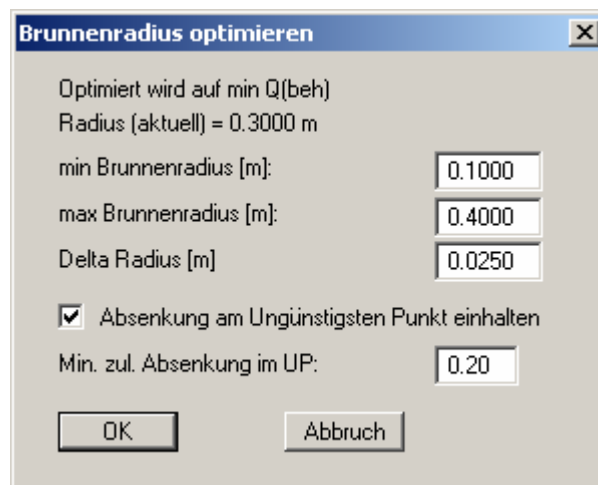 Brunnenradius optimieren
Optimiert wird auf min Q(beh)
Radius (aktuell) = 0.3000 m
min Brunnenradius [m]: 0.1000
max Brunnenradius [m]: 0.4000
Delta Radius [m] 0.0250
Absenkung am Ungünstigsten Punkt einhalten
Min. zul. Absenkung im UP: 0.20
OK Abbruch